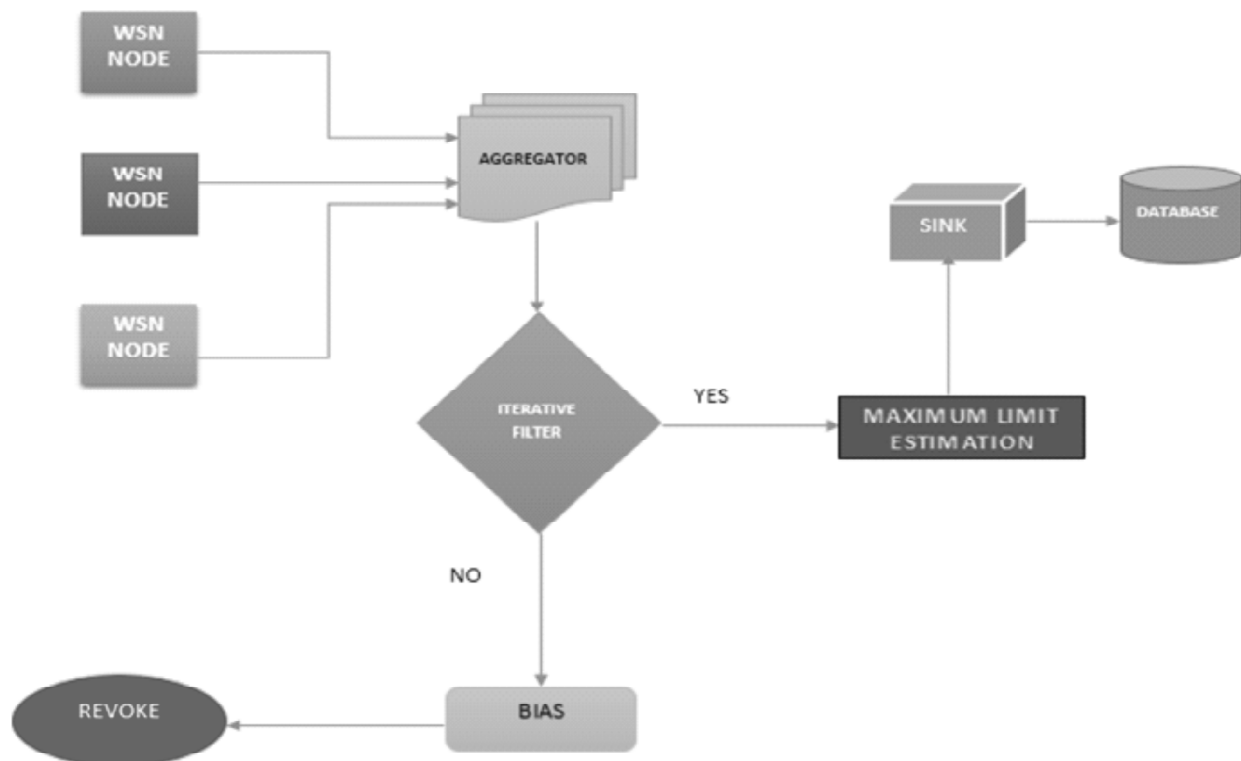 WSN
NODE
AGGREGATOR
WSN
NODE
SINK
DATABASE
WSN
NODE
YES
ITERATIVE
FILTER
MAXIMUM LIMIT
ESTIMATION
NO
REVOKE
BIAS